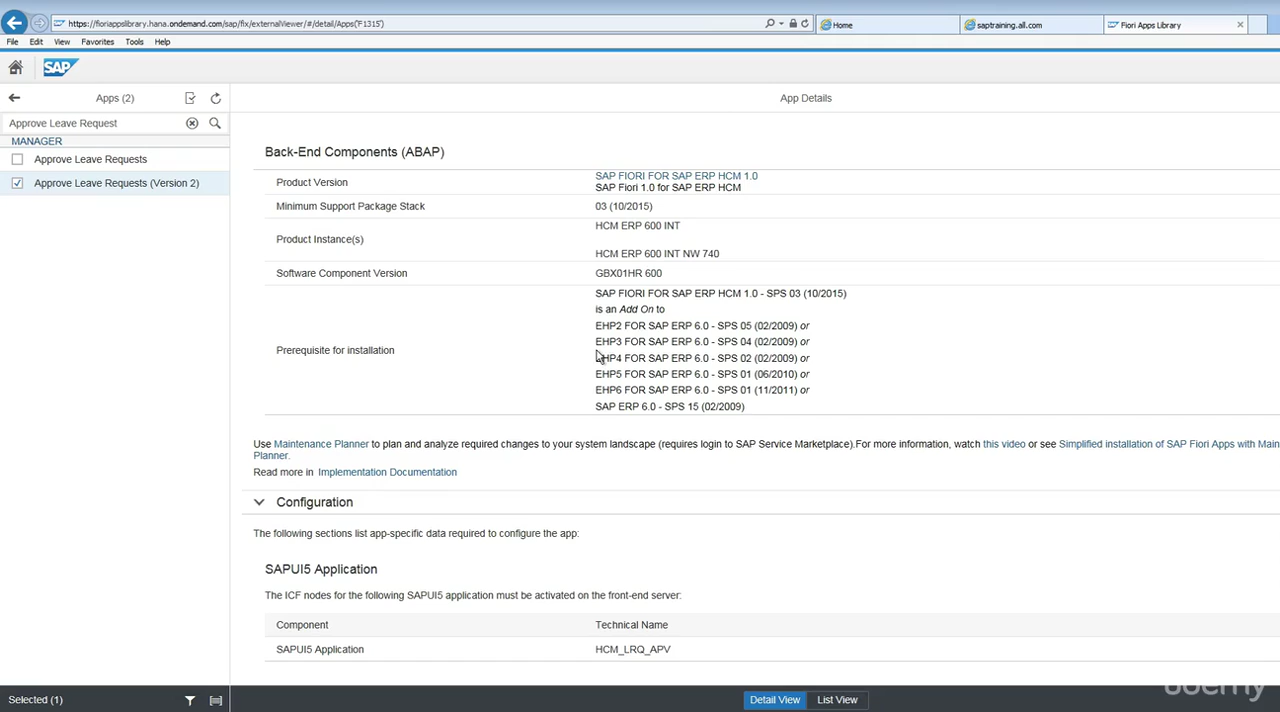 https://fioriappslibrary.hana.ondemand.com/sap/fix/externalViewer/#/detail/Apps('F1315')
Home
saptraining.all.com
Fiori Apps Library
File Edit View Favorites Tools Help
SAP
Apps (2)
App Details
Approve Leave Request
MANAGER
Approve Leave Requests
Approve Leave Requests (Version 2)
Back-End Components (ABAP)
Product Version
SAP FIORI FOR SAP ERP HCM 1.0
SAP Fiori 1.0 for SAP ERP HCM
Minimum Support Package Stack
03 (10/2015)
Product Instance(s)
HCM ERP 600 INT
HCM ERP 600 INT NW 740
Software Component Version
GBX01HR 600
Prerequisite for installation
SAP FIORI FOR SAP ERP HCM 1.0 - SPS 03 (10/2015)
is an Add On to
EHP2 FOR SAP ERP 6.0 - SPS 05 (02/2009) or
EHP3 FOR SAP ERP 6.0 - SPS 04 (02/2009) or
EHP4 FOR SAP ERP 6.0 - SPS 02 (02/2009) or
EHP5 FOR SAP ERP 6.0 - SPS 01 (06/2010) or
EHP6 FOR SAP ERP 6.0 - SPS 01 (11/2011) or
SAP ERP 6.0 - SPS 15 (02/2009)
Use Maintenance Planner to plan and analyze required changes to your system landscape (requires login to SAP Service Marketplace).For more information, watch this video or see Simplified installation of SAP Fiori Apps with Main
Planner.
Read more in Implementation Documentation
Configuration
The following sections list app-specific data required to configure the app:
SAPUI5 Application
The ICF nodes for the following SAPUI5 application must be activated on the front-end server:
Component
Technical Name
SAPUI5 Application
HCM_LRQ_APV
Selected (1)
Detail View
List View
udemy